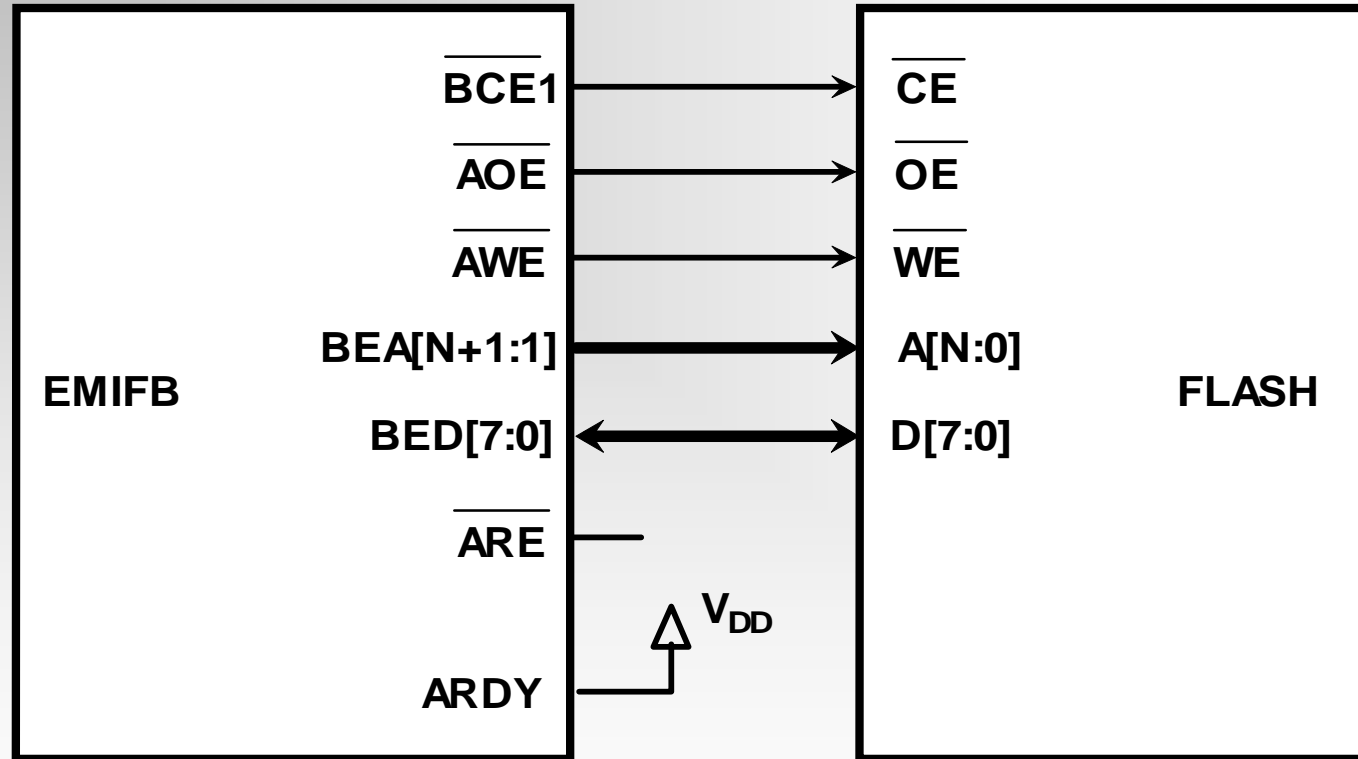 BCE1 CE
AOE OE
AWE WE
BEA[N+1:1] A[N:0]
EMIFB FLASH
BED[7:0] D[7:0]
ARE
VDD
ARDY